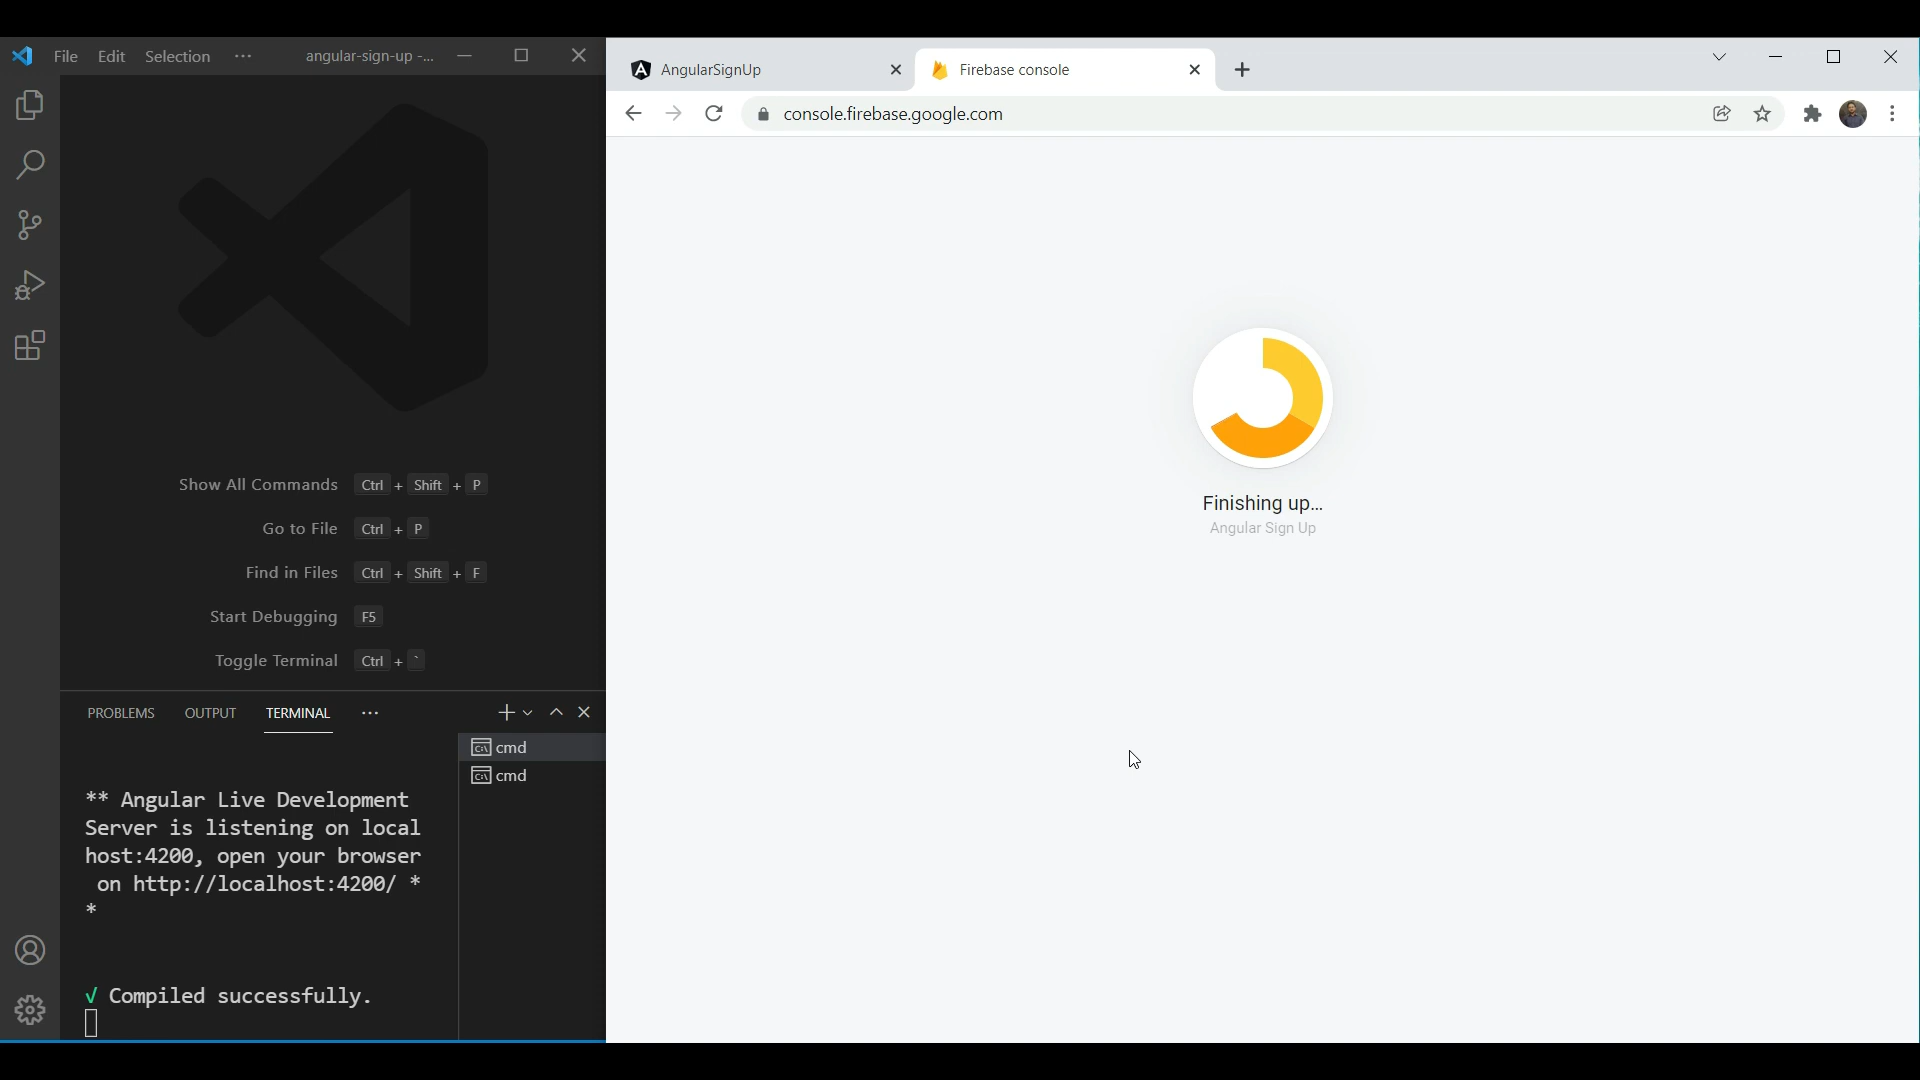 File Edit Selection ··· angular-sign-up -...
AngularSignUp
Firebase console
console.firebase.google.com
Show All Commands Ctrl + Shift + P
Go to File Ctrl + P
Find in Files Ctrl + Shift + F
Start Debugging F5
Toggle Terminal Ctrl + `
Finishing up...
Angular Sign Up
PROBLEMS OUTPUT TERMINAL ···
cmd
cmd
** Angular Live Development
Server is listening on local
host:4200, open your browser
on http://localhost:4200/ *
*
√ Compiled successfully.